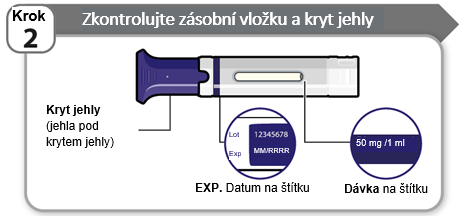 Krok
2
Zkontrolujte zásobní vložku a kryt jehly
Kryt jehly
(jehla pod
krytem jehly)
Lot 12345678
Exp MM/RRRR
50 mg /1 ml
EXP. Datum na štítku
Dávka na štítku